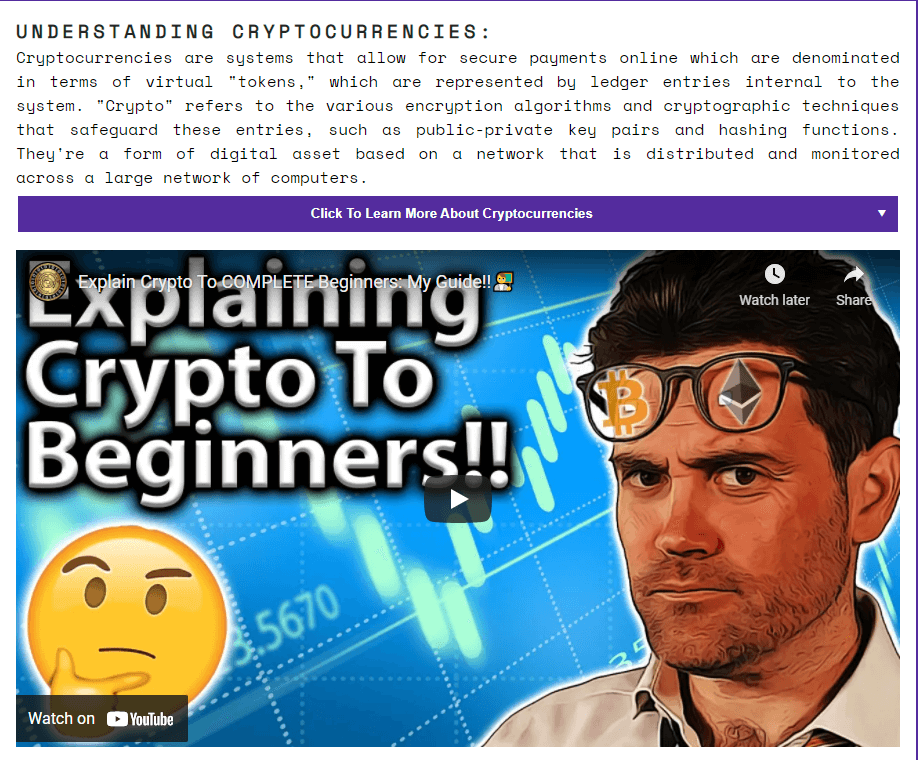 UNDERSTANDING CRYPTOCURRENCIES:
Cryptocurrencies are systems that allow for secure payments online which are denominated
in terms of virtual "tokens," which are represented by ledger entries internal to the
system. "Crypto" refers to the various encryption algorithms and cryptographic techniques
that safeguard these entries, such as public-private key pairs and hashing functions.
They're a form of digital asset based on a network that is distributed and monitored
across a large network of computers.
Click To Learn More About Cryptocurrencies ▼
Explain Crypto To COMPLETE Beginners: My Guide!!
Watch later
Share
Explaining
Crypto To
Beginners!!
3.5670
35
Watch on YouTube